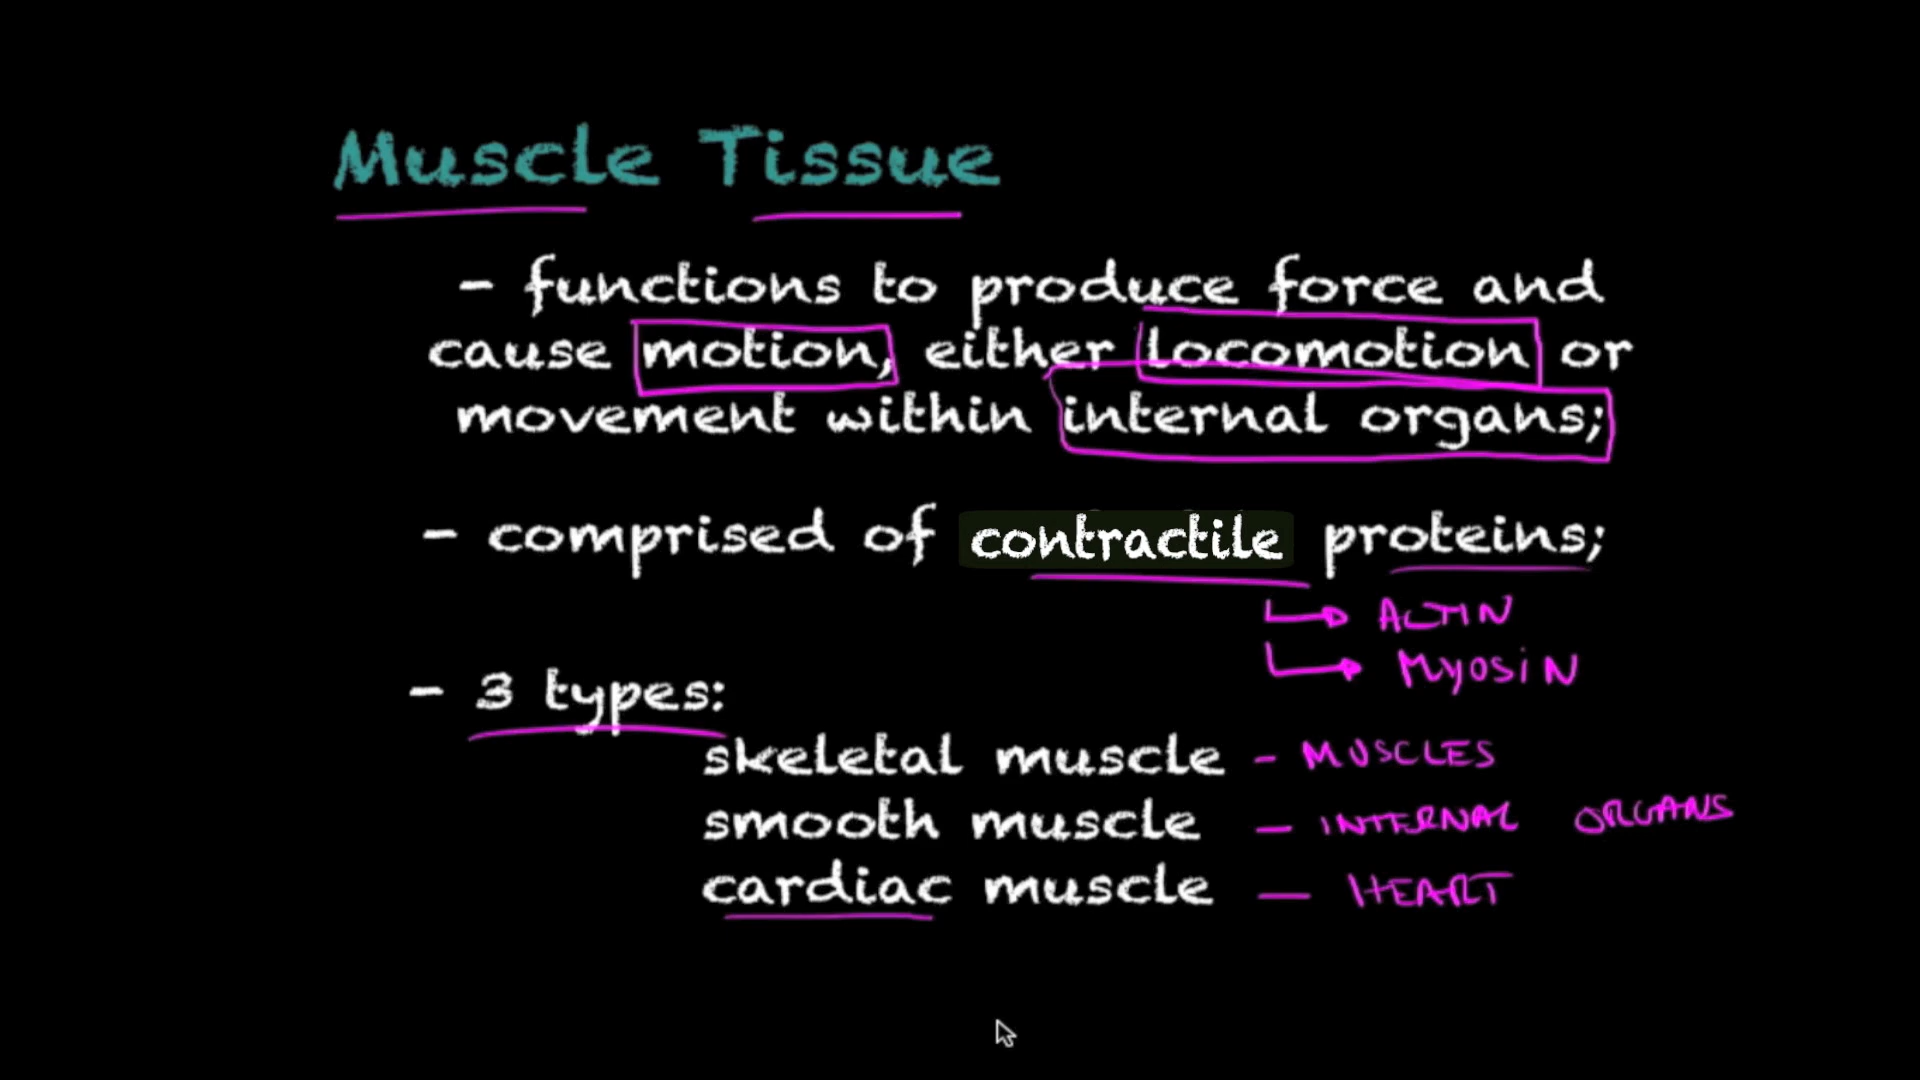 Muscle Tissue
- functions to produce force and
cause motion, either locomotion or
movement within internal organs;
- comprised of contractile proteins;
ACTIN
MYOSIN
- 3 types:
skeletal muscle - MUSCLES
smooth muscle - INTERNAL ORGANS
cardiac muscle - HEART